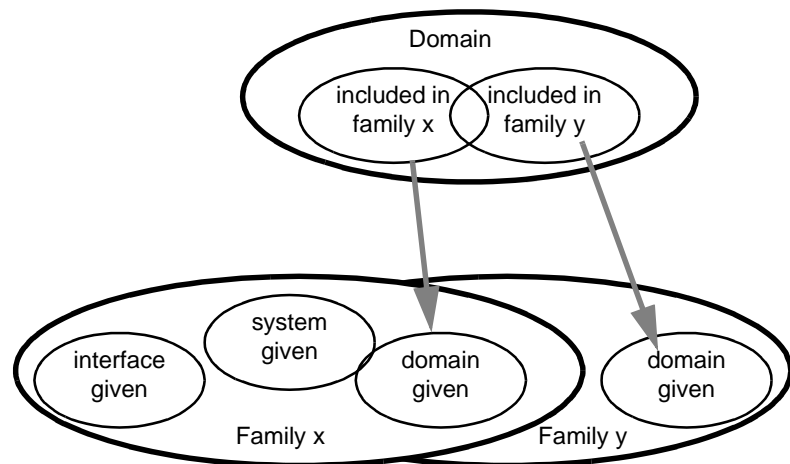 Domain
included in
family x
included in
family y
system
given
interface
given
domain
given
domain
given
Family x
Family y